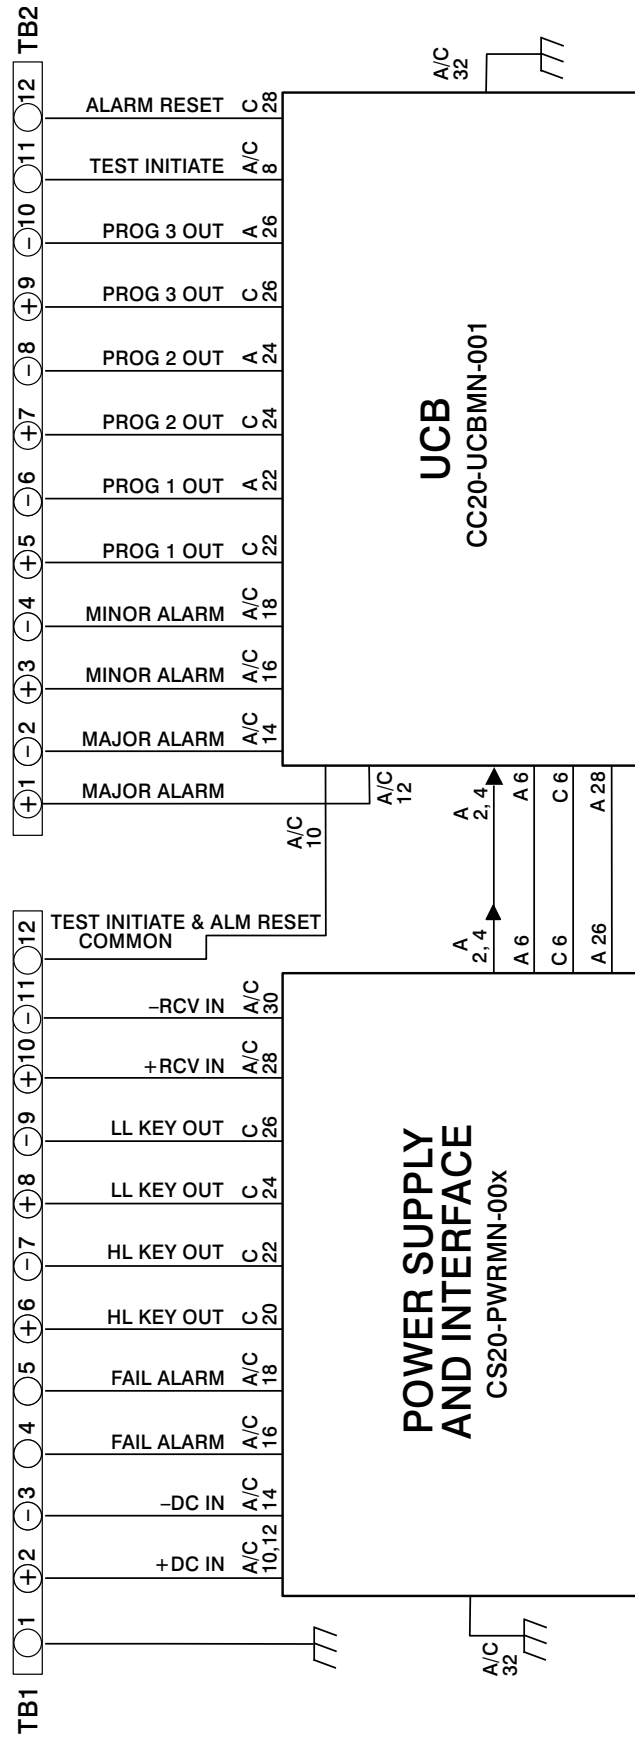 TB2
12
ALARM RESET C 28
11
TEST INITIATE A/C 8
− 10
PROG 3 OUT A 26
+ 9
PROG 3 OUT C 26
− 8
PROG 2 OUT A 24
+ 7
PROG 2 OUT C 24
− 6
PROG 1 OUT A 22
+ 5
PROG 1 OUT C 22
− 4
MINOR ALARM A/C 18
+ 3
MINOR ALARM A/C 16
− 2
MAJOR ALARM A/C 14
+ 1
MAJOR ALARM
A/C
12
A/C
10
A/C
32
UCB
CC20-UCBMN-001
A
2, 4
A 6
C 6
A 28
12
TEST INITIATE & ALM RESET
COMMON
A
2, 4
A 6
C 6
A 26
− 11
−RCV IN A/C 30
+ 10
+RCV IN A/C 28
− 9
LL KEY OUT C 26
+ 8
LL KEY OUT C 24
− 7
HL KEY OUT C 22
+ 6
HL KEY OUT C 20
5
FAIL ALARM A/C 18
4
FAIL ALARM A/C 16
− 3
−DC IN A/C 14
+ 2
+DC IN A/C 10,12
1
TB1
POWER SUPPLY
AND INTERFACE
CS20-PWRMN-00x
A/C
32